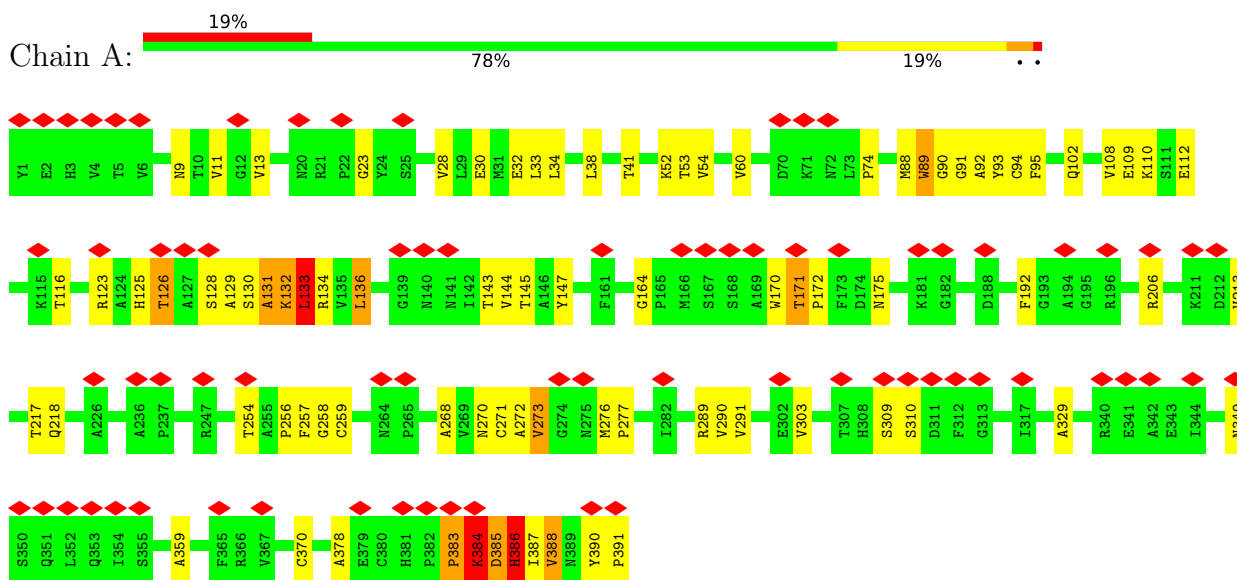 19%
Chain A:
78% 19% • •
Y1 E2 H3 V4 T5 V6 N9 T10 V11 G12 V13 N20 R21 P22 G23 Y24 S25 V28 L29 E30 M31 E32 L33 L34 L38 T41 K52 T53 V54 V60 D70 K71 N72 L73 P74 M88 W89 G90 G91 A92 Y93 C94 F95 Q102 V108 E109 K110 S111 E112
K115 T116 R123 A124 H125 T126 A127 S128 A129 S130 A131 K132 L133 R134 V135 L136 G139 N140 N141 I142 T143 V144 T145 A146 Y147 F161 G164 P165 M166 S167 S168 A169 W170 T171 P172 F173 D174 N175 K181 G182 D188 F192 G193 A194 G195 R196 R206 K211 D212
T217 Q218 A226 A236 P237 R247 T254 A255 P256 F257 G258 C259 N264 P265 A268 V269 N270 C271 A272 V273 G274 N275 M276 P277 I282 R289 V290 V291 E302 V303 T307 H308 S309 S310 D311 F312 G313 I317 A329 R340 E341 A342 E343 I344
S350 Q351 L352 Q353 I354 S355 A359 F365 R366 V367 C370 A378 E379 C380 H381 P382 P383 K384 D385 H386 I387 V388 N389 Y390 P391